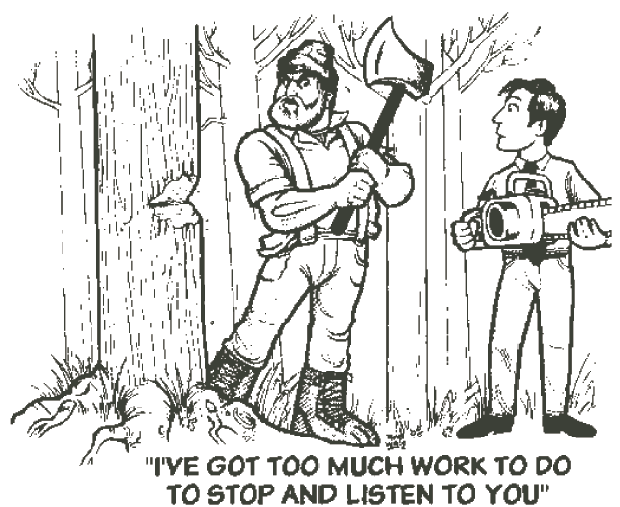 "I'VE GOT TOO MUCH WORK TO DO
TO STOP AND LISTEN TO YOU"